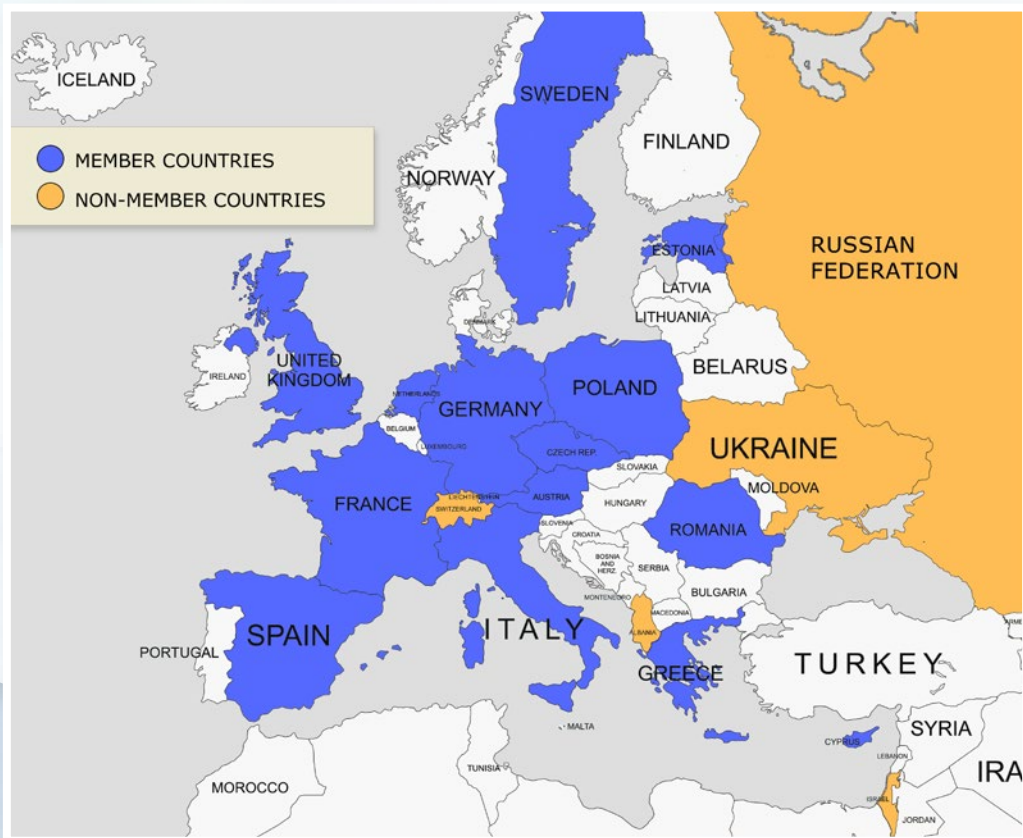 ICELAND
SWEDEN
FINLAND
MEMBER COUNTRIES
NORWAY
NON-MEMBER COUNTRIES
RUSSIAN
FEDERATION
ESTONIA
LATVIA
LITHUANIA
DENMARK
BELARUS
UNITED
KINGDOM
IRELAND
NETHERLANDS
POLAND
GERMANY
BELGIUM
LUXEMBOURG
CZECH REP.
UKRAINE
SLOVAKIA
MOLDOVA
FRANCE
LIECHTENSTEIN
SWITZERLAND
AUSTRIA
HUNGARY
SLOVENIA
CROATIA
ROMANIA
BOSNIA
AND
HERZ.
SERBIA
MONTENEGRO
BULGARIA
MACEDONIA
ALBANIA
ARME
SPAIN
ITALY
PORTUGAL
GREECE
TURKEY
MALTA
CYPRUS
SYRIA
LEBANON
TUNISIA
IRA
MOROCCO
ISRAEL
JORDAN